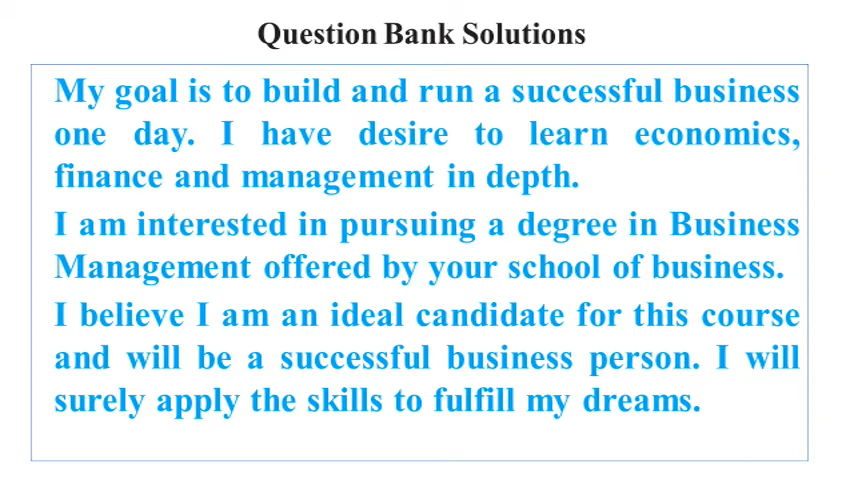 Question Bank Solutions
My goal is to build and run a successful business
one day. I have desire to learn economics,
finance and management in depth.
I am interested in pursuing a degree in Business
Management offered by your school of business.
I believe I am an ideal candidate for this course
and will be a successful business person. I will
surely apply the skills to fulfill my dreams.